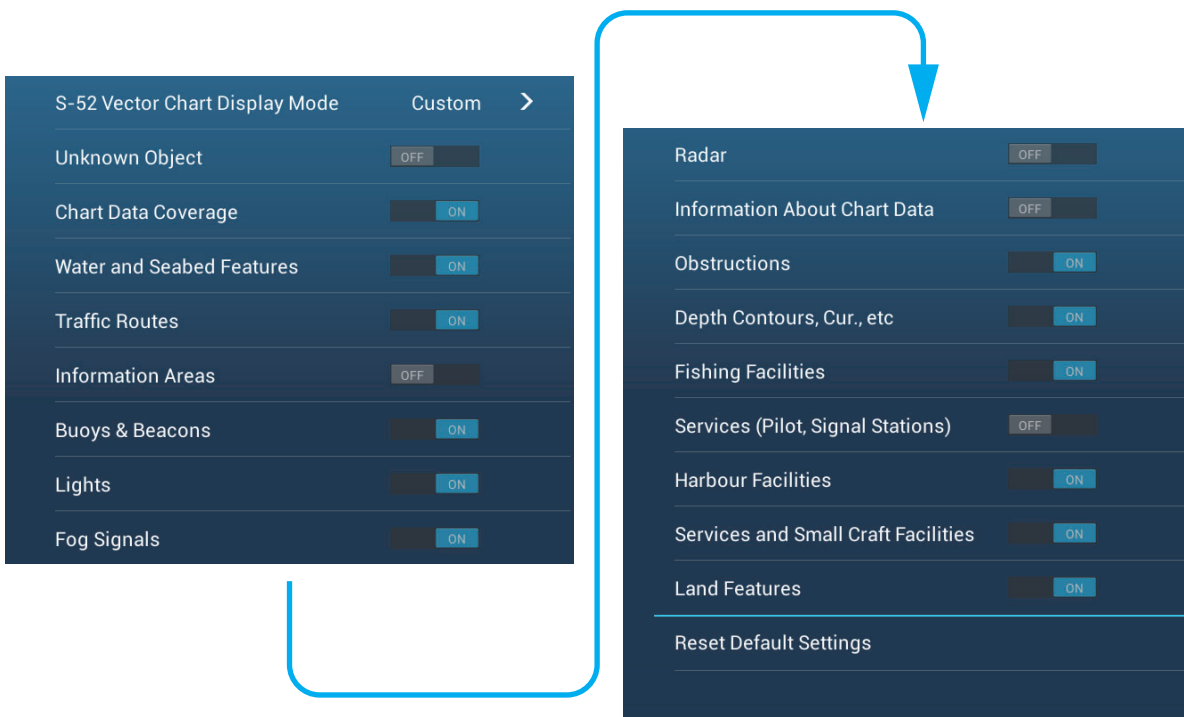 S-52 Vector Chart Display Mode Custom >
Unknown Object OFF
Chart Data Coverage ON
Water and Seabed Features ON
Traffic Routes ON
Information Areas OFF
Buoys & Beacons ON
Lights ON
Fog Signals ON
Radar OFF
Information About Chart Data OFF
Obstructions ON
Depth Contours, Cur., etc ON
Fishing Facilities ON
Services (Pilot, Signal Stations) OFF
Harbour Facilities ON
Services and Small Craft Facilities ON
Land Features ON
Reset Default Settings